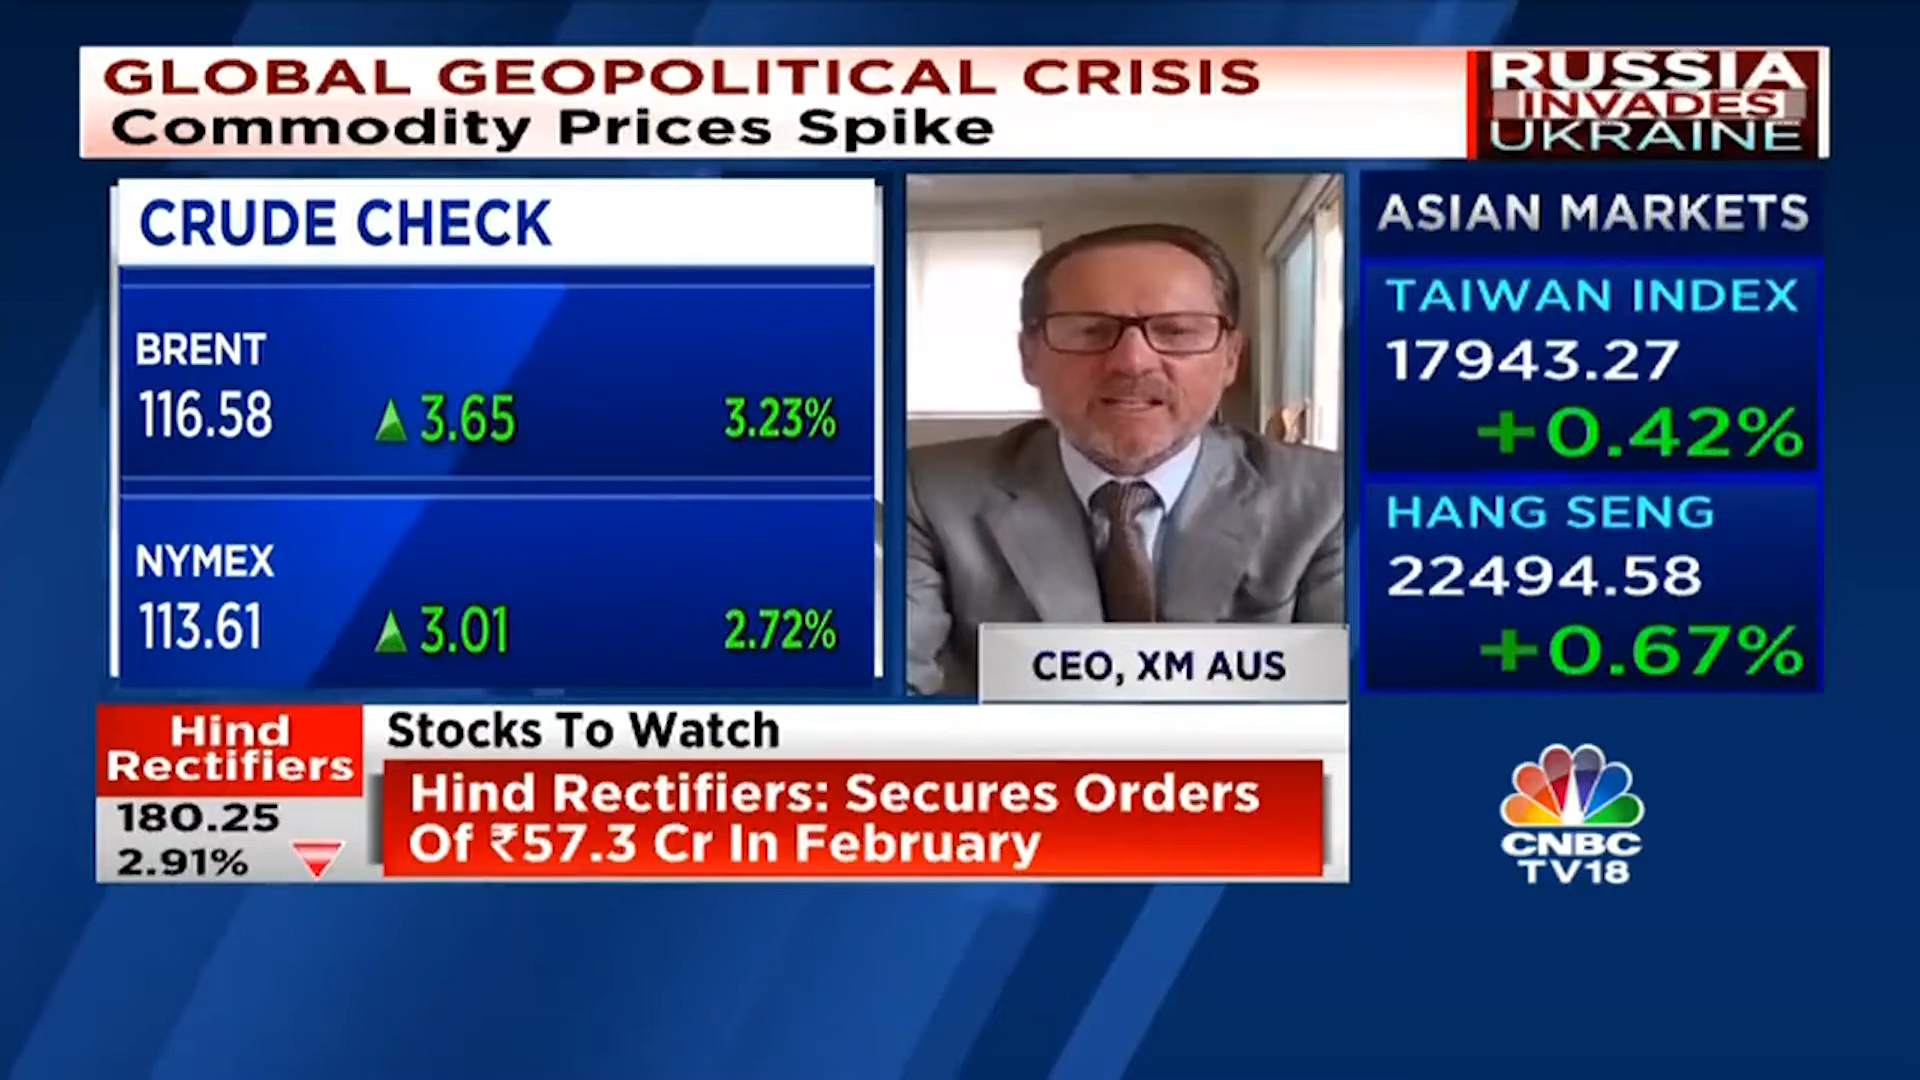 GLOBAL GEOPOLITICAL CRISIS
Commodity Prices Spike
RUSSIA
INVADES
UKRAINE
CRUDE CHECK
BRENT
116.58 ▲ 3.65 3.23%
NYMEX
113.61 ▲ 3.01 2.72%
CEO, XM AUS
ASIAN MARKETS
TAIWAN INDEX
17943.27
+0.42%
HANG SENG
22494.58
+0.67%
Hind
Rectifiers
180.25
2.91%
Stocks To Watch
Hind Rectifiers: Secures Orders
Of ₹57.3 Cr In February
CNBC
TV18